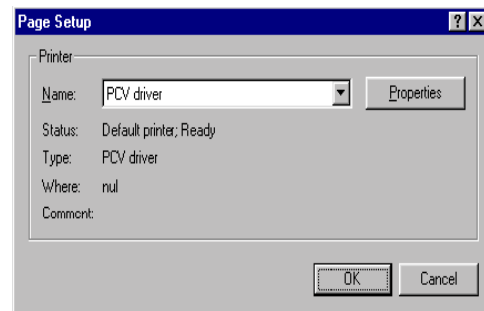 Page Setup
Printer
Name: PCV driver Properties
Status: Default printer; Ready
Type: PCV driver
Where: nul
Comment:
OK Cancel